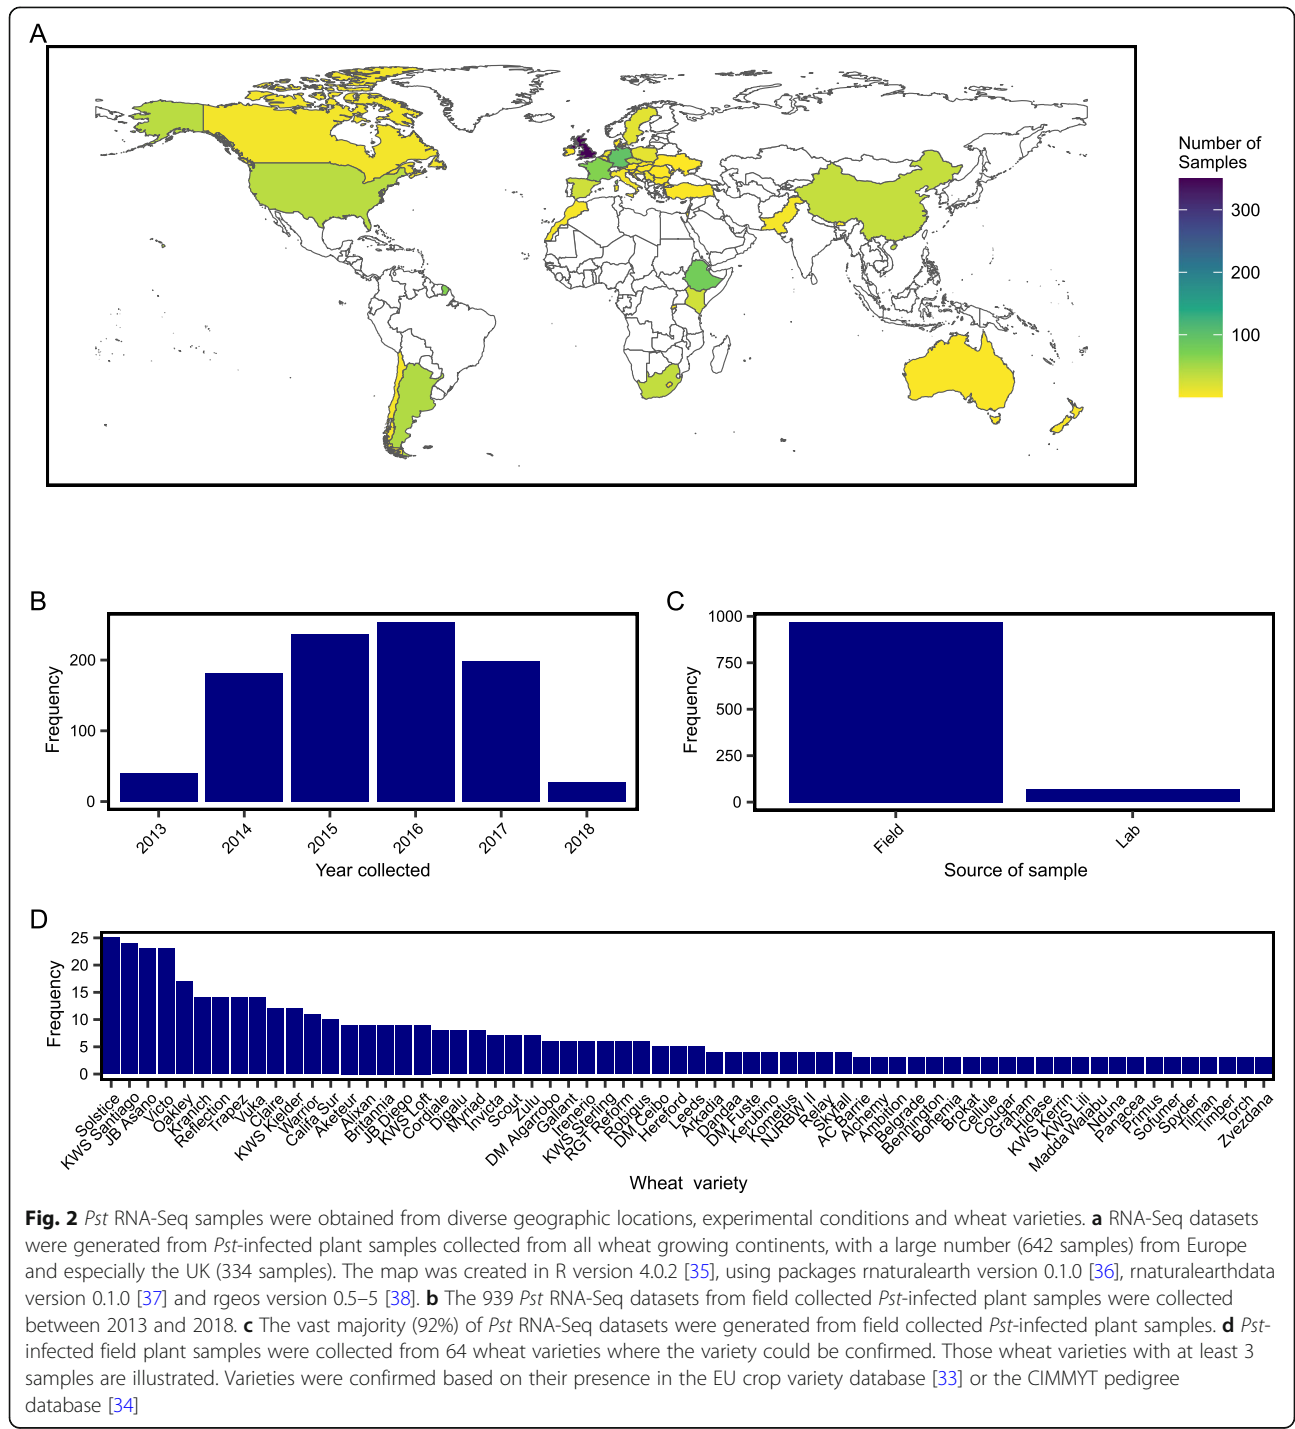 A
Number of
Samples
300
200
100
B
Frequency
200
100
0
2013
2014
2015
2016
2017
2018
Year collected
C
Frequency
1000
750
500
250
0
Field
Lab
Source of sample
D
Frequency
25
20
15
10
5
0
Solstice
KWS Santiago
JB Asano
Victo
Oakley
Kranich
Reflection
Trapez
Vuka
Claire
KWS Kielder
Warrior
Califa Sur
Akteur
Alixan
Britannia
JB Diego
KWS Loft
Cordiale
Digalu
Myriad
Invicta
Scout
Zulu
DM Algarrobo
Gallant
Irenerio
KWS Sterling
RGT Reform
Robigus
DM Ceibo
Hereford
Leeds
Arkadia
Dandaa
DM Fuste
Kerubino
Kometus
NJRBW II
Relay
Skyfall
AC Barrie
Alchemy
Ambition
Belgrade
Bennington
Bohemia
Brokat
Cellule
Cougar
Graham
Hidase
KWS Kerrin
KWS Lili
Madda Walabu
Naduna
Panacea
Primus
Solumer
Spyder
Tilman
Timber
Torch
Zvezdana
Wheat variety
Fig. 2 Pst RNA-Seq samples were obtained from diverse geographic locations, experimental conditions and wheat varieties. a RNA-Seq datasets
were generated from Pst-infected plant samples collected from all wheat growing continents, with a large number (642 samples) from Europe
and especially the UK (334 samples). The map was created in R version 4.0.2 [35], using packages rnaturalearth version 0.1.0 [36], rnaturalearthdata
version 0.1.0 [37] and rgeos version 0.5–5 [38]. b The 939 Pst RNA-Seq datasets from field collected Pst-infected plant samples were collected
between 2013 and 2018. c The vast majority (92%) of Pst RNA-Seq datasets were generated from field collected Pst-infected plant samples. d Pst-
infected field plant samples were collected from 64 wheat varieties where the variety could be confirmed. Those wheat varieties with at least 3
samples are illustrated. Varieties were confirmed based on their presence in the EU crop variety database [33] or the CIMMYT pedigree
database [34]